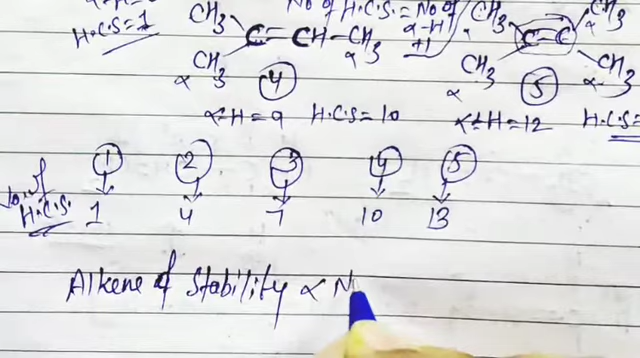 H.C.S=1
No of H.C.S. = No of α-H +1
CH3 C=CH-CH3 α
CH3 α
④
α-H=9 H.C.S=10
CH3 C=C CH3 α
CH3 α CH3 α
⑤
α-H=12 H.C.S=
① ② ③ ④ ⑤
No. of H.C.S. 1 4 7 10 13
Alkene of Stability ∝ N